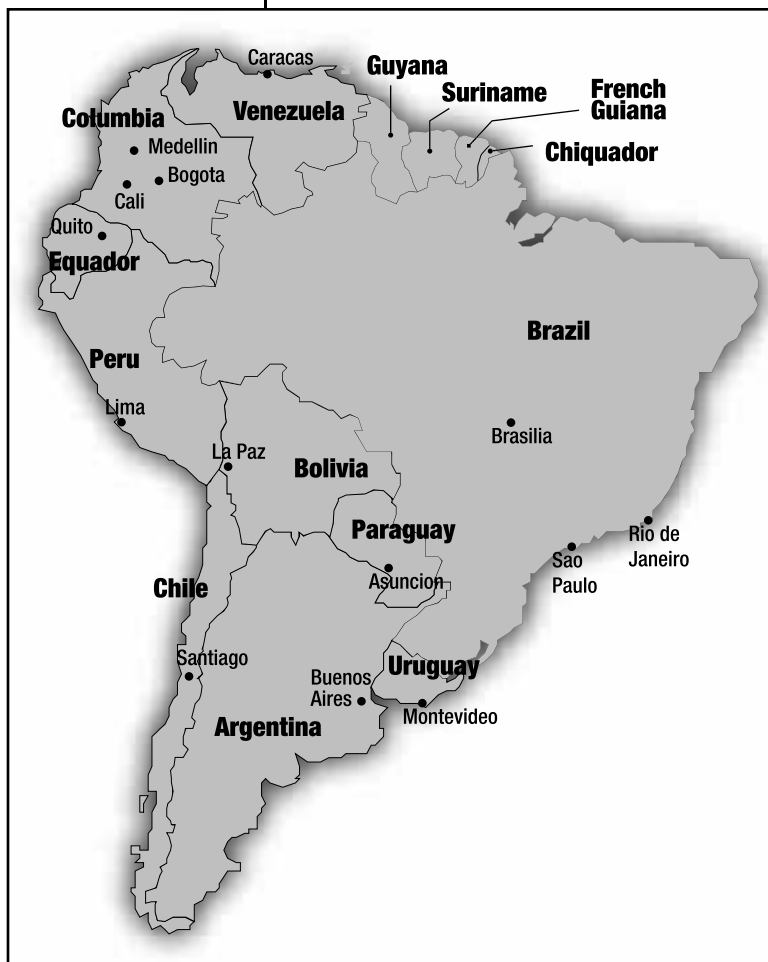 Caracas
Guyana
Suriname
French
Guiana
Chiquador
Columbia
Venezuela
Medellin
Bogota
Cali
Quito
Equador
Brazil
Peru
Lima
Brasilia
La Paz
Bolivia
Paraguay
Rio de
Janeiro
Sao
Paulo
Asuncion
Chile
Santiago
Uruguay
Buenos
Aires
Montevideo
Argentina